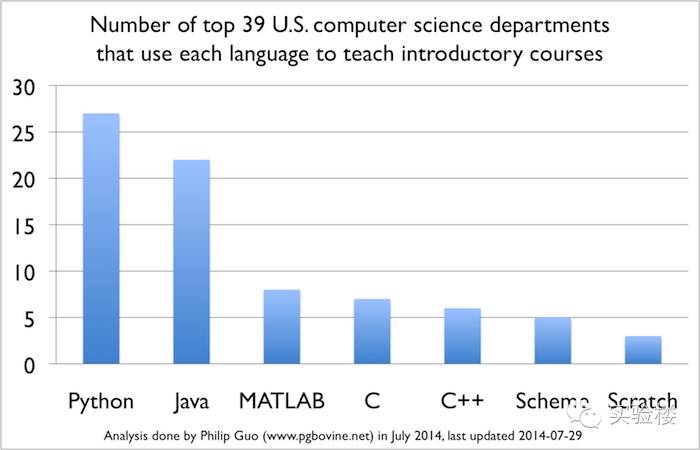 Number of top 39 U.S. computer science departments
that use each language to teach introductory courses
30
25
20
15
10
5
0
Python Java MATLAB C C++ Scheme Scratch
实验楼
Analysis done by Philip Guo (www.pgbovine.net) in July 2014, last updated 2014-07-29